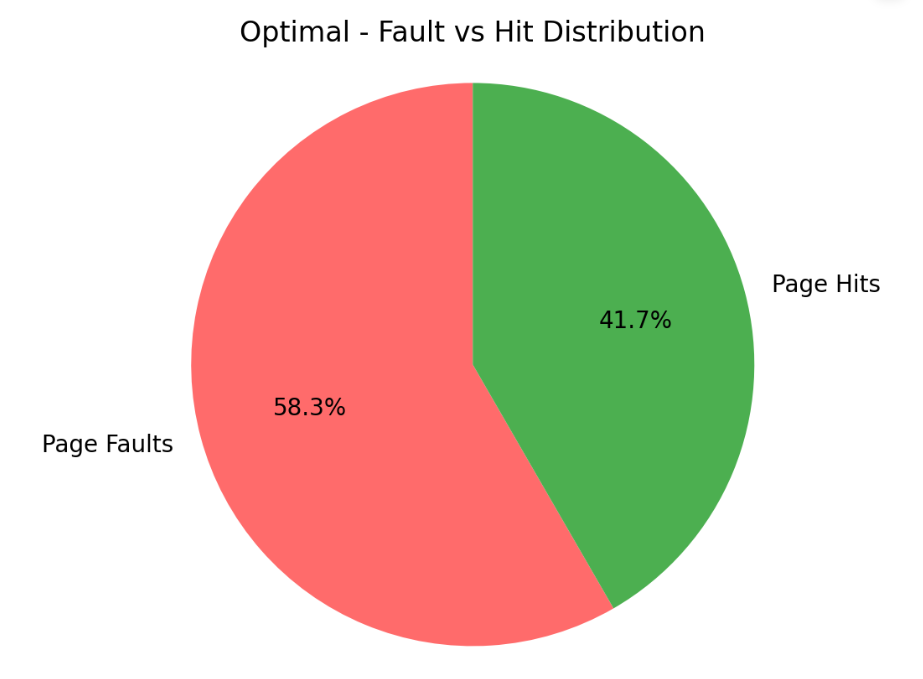 Optimal - Fault vs Hit Distribution
Page Hits
41.7%
58.3%
Page Faults